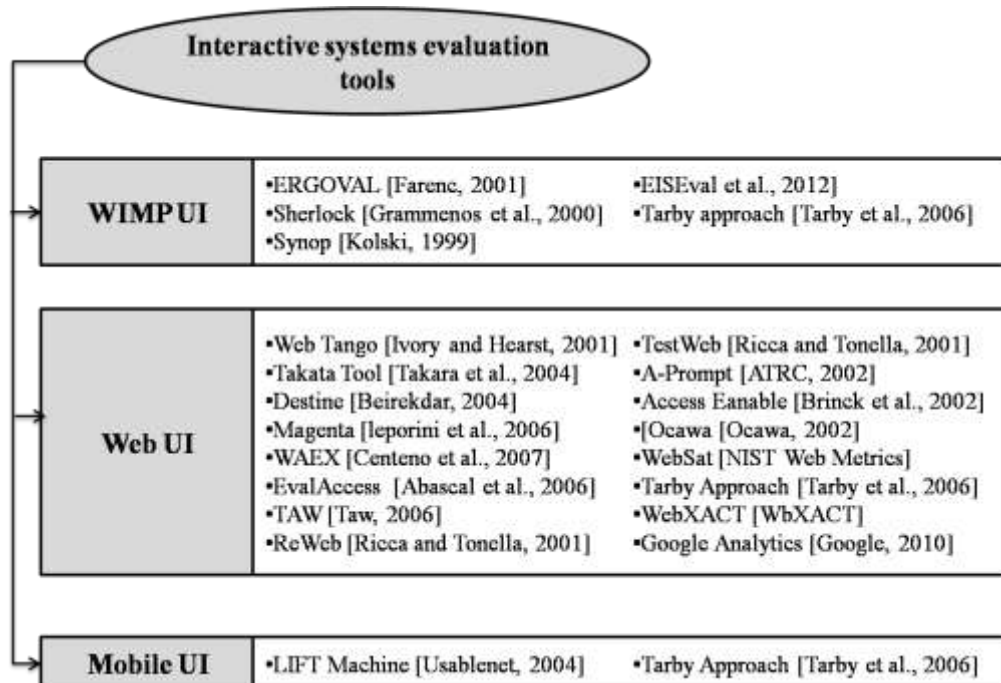 Interactive systems evaluation
tools
WIMP UI
•ERGOVAL [Farenc, 2001]
•Sherlock [Grammenos et al., 2000]
•Synop [Kolski, 1999]
•EISEval et al., 2012]
•Tarby approach [Tarby et al., 2006]
Web UI
•Web Tango [Ivory and Hearst, 2001]
•Takata Tool [Takara et al., 2004]
•Destine [Beirekdar, 2004]
•Magenta [leporini et al., 2006]
•WAEX [Centeno et al., 2007]
•EvalAccess [Abascal et al., 2006]
•TAW [Taw, 2006]
•ReWeb [Ricca and Tonella, 2001]
•TestWeb [Ricca and Tonella, 2001]
•A-Prompt [ATRC, 2002]
•Access Eanable [Brinck et al., 2002]
•[Ocawa [Ocawa, 2002]
•WebSat [NIST Web Metrics]
•Tarby Approach [Tarby et al., 2006]
•WebXACT [WbXACT]
•Google Analytics [Google, 2010]
Mobile UI
•LIFT Machine [Usablenet, 2004]
•Tarby Approach [Tarby et al., 2006]